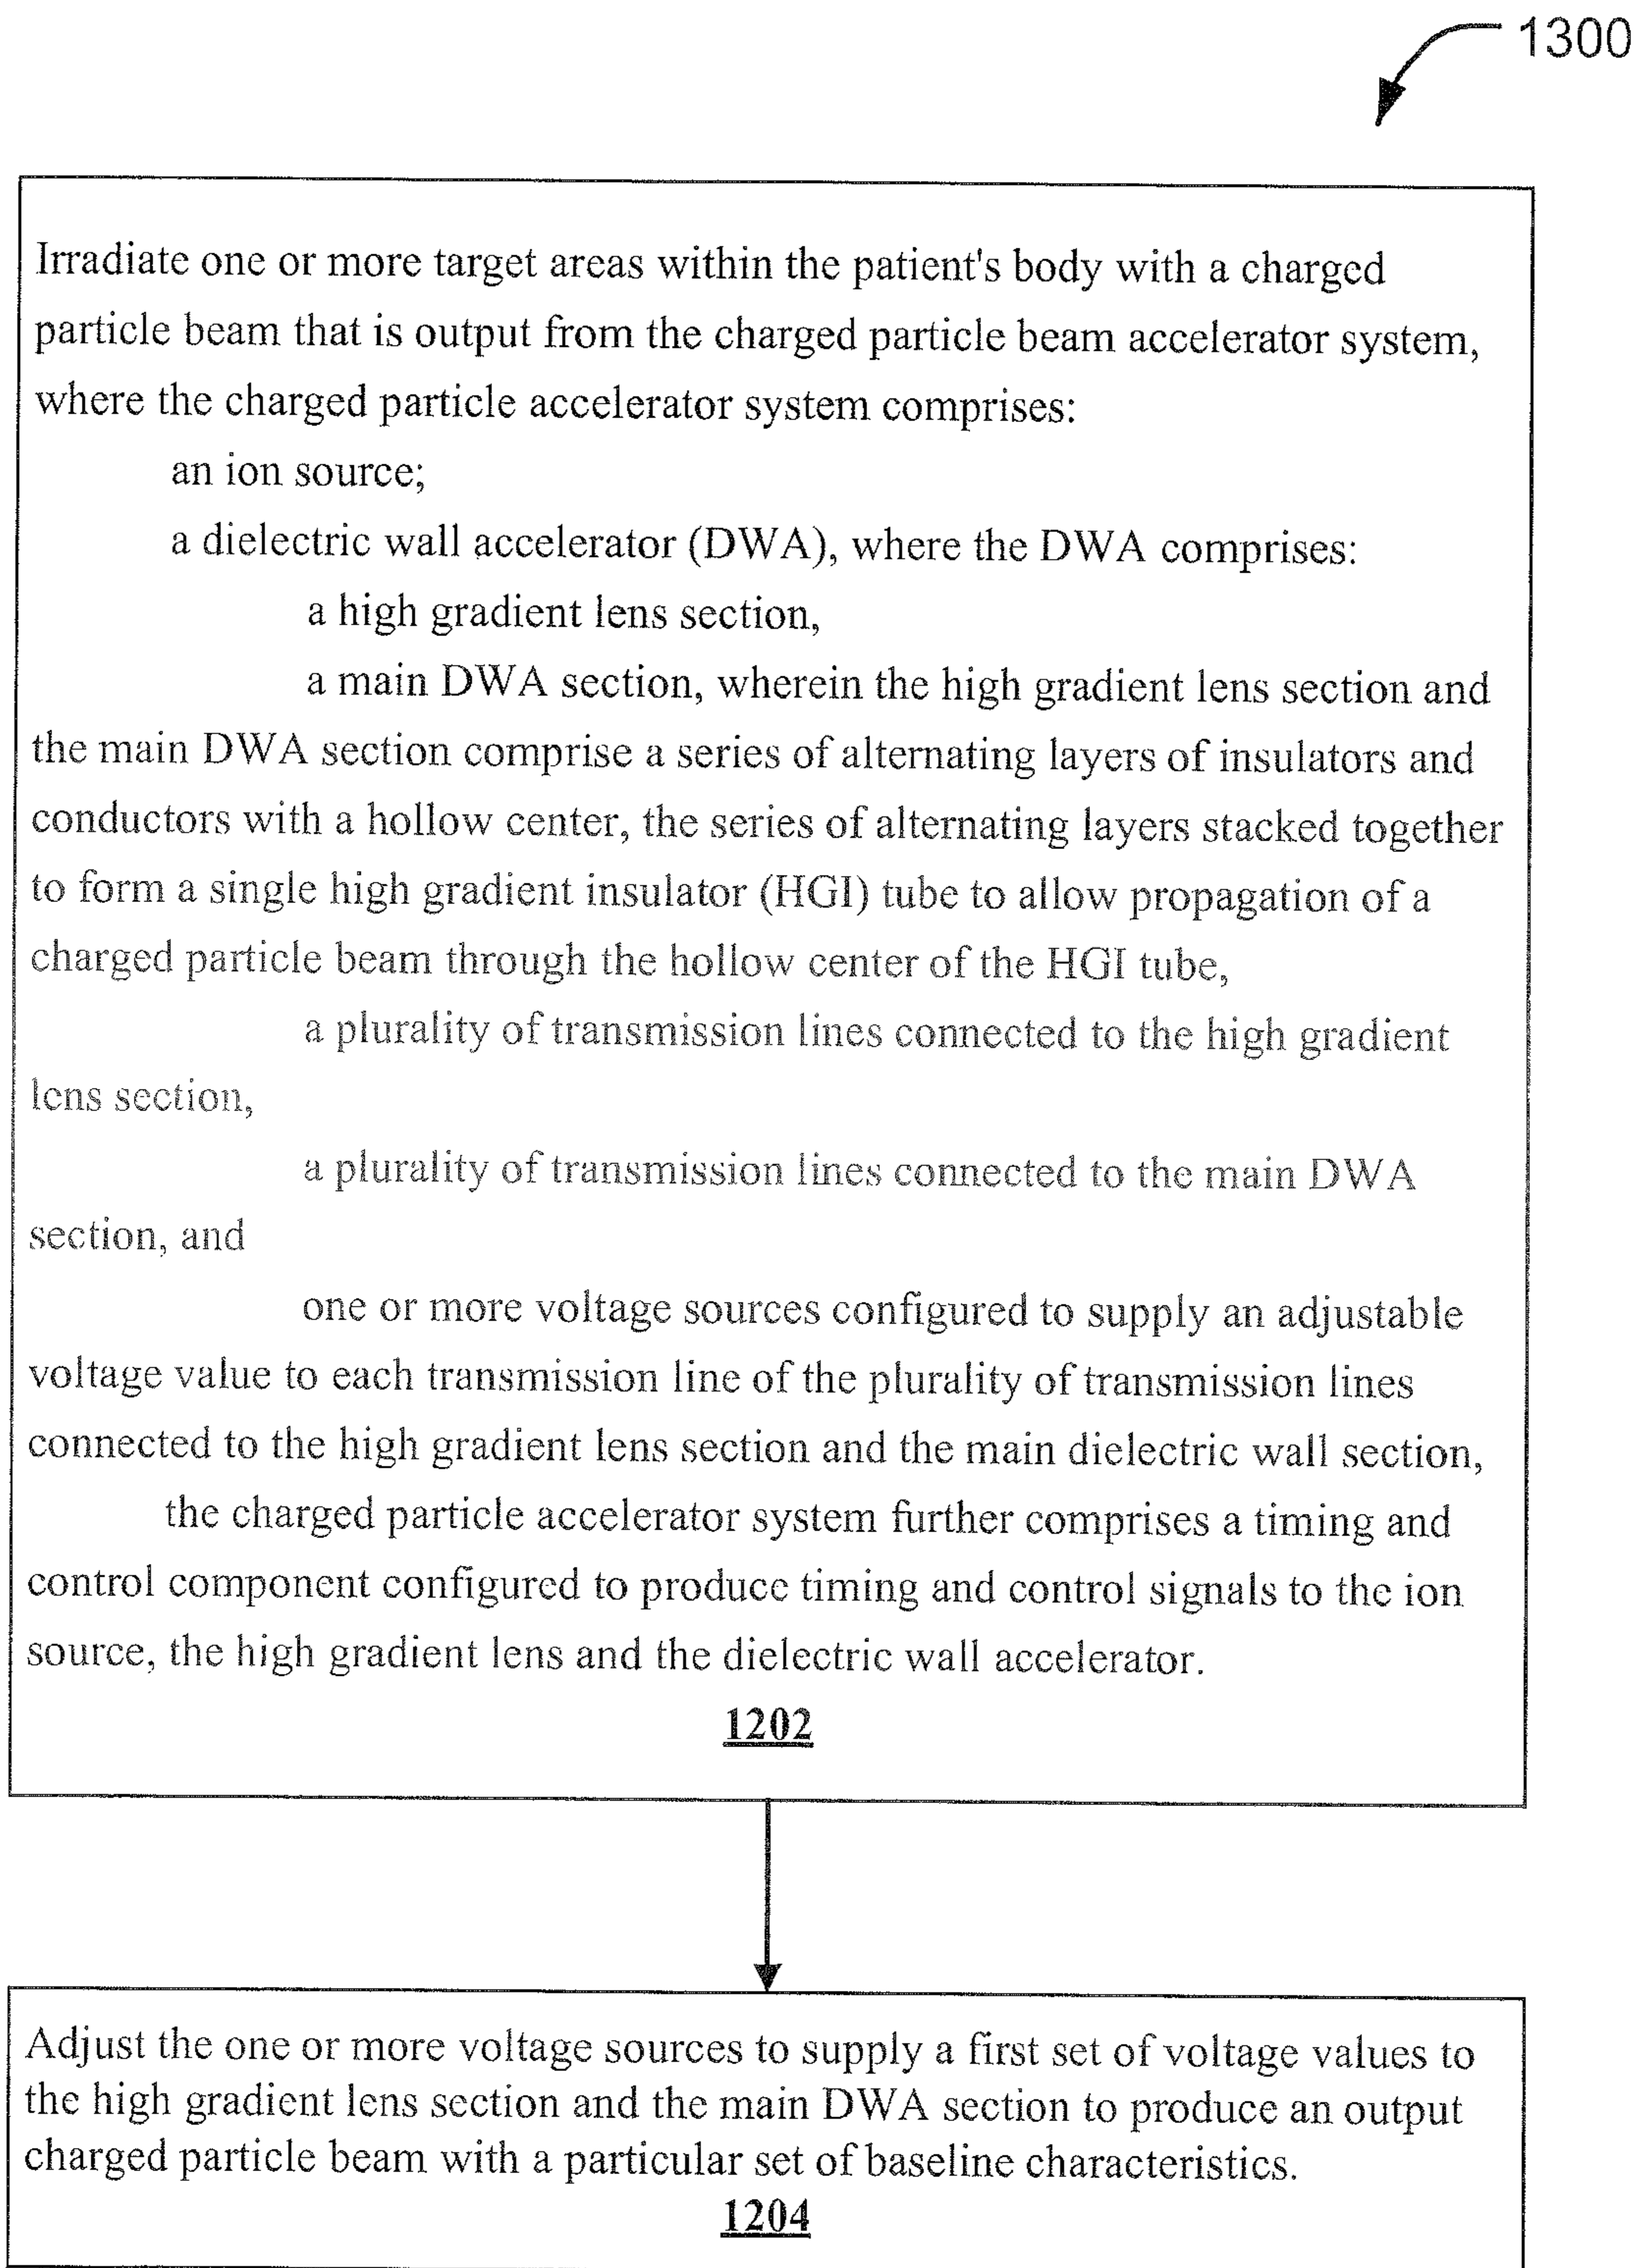 1300
Irradiate one or more target areas within the patient's body with a charged
particle beam that is output from the charged particle beam accelerator system,
where the charged particle accelerator system comprises:
an ion source;
a dielectric wall accelerator (DWA), where the DWA comprises:
a high gradient lens section,
a main DWA section, wherein the high gradient lens section and
the main DWA section comprise a series of alternating layers of insulators and
conductors with a hollow center, the series of alternating layers stacked together
to form a single high gradient insulator (HGI) tube to allow propagation of a
charged particle beam through the hollow center of the HGI tube,
a plurality of transmission lines connected to the high gradient
lens section,
a plurality of transmission lines connected to the main DWA
section, and
one or more voltage sources configured to supply an adjustable
voltage value to each transmission line of the plurality of transmission lines
connected to the high gradient lens section and the main dielectric wall section,
the charged particle accelerator system further comprises a timing and
control component configured to produce timing and control signals to the ion
source, the high gradient lens and the dielectric wall accelerator.
1202
Adjust the one or more voltage sources to supply a first set of voltage values to
the high gradient lens section and the main DWA section to produce an output
charged particle beam with a particular set of baseline characteristics.
1204